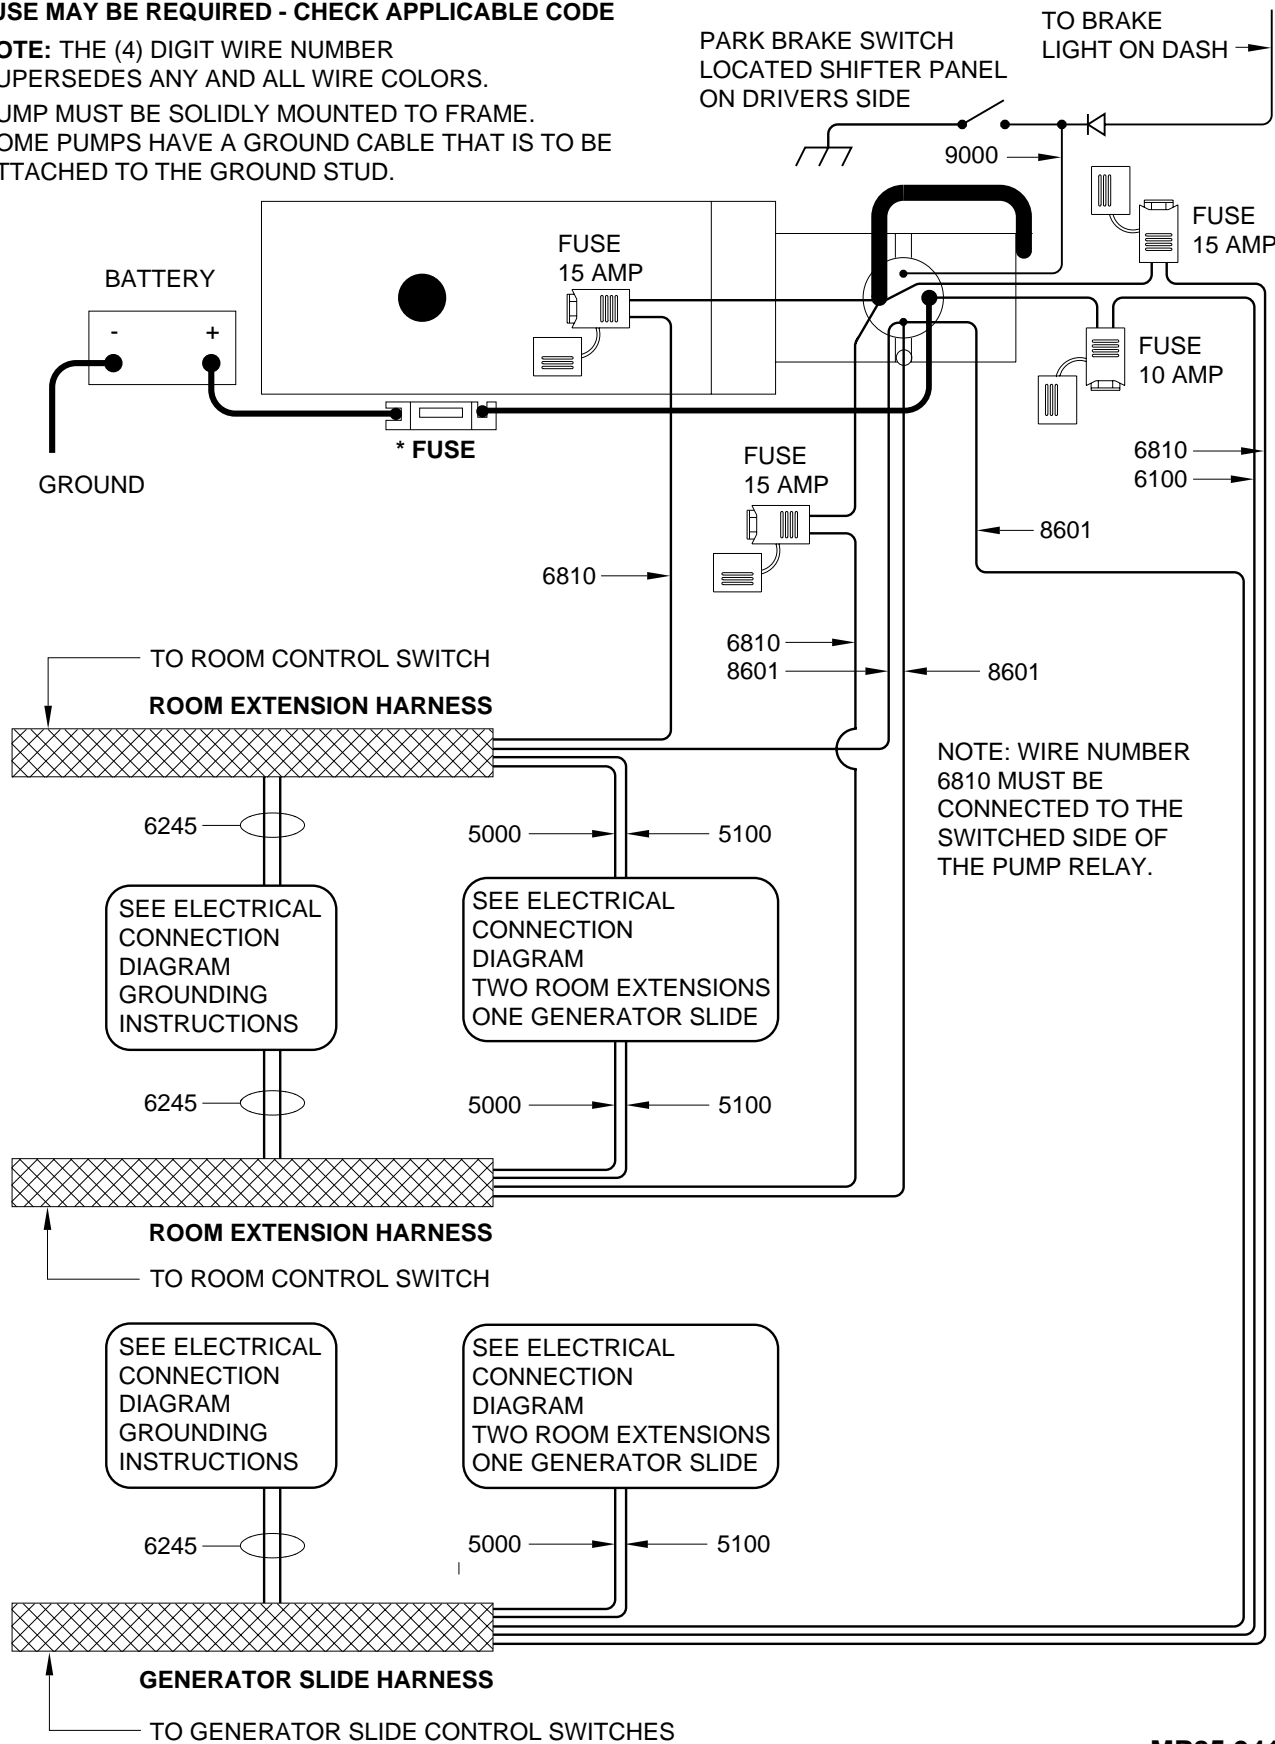 USE MAY BE REQUIRED - CHECK APPLICABLE CODE
OTE: THE (4) DIGIT WIRE NUMBER
UPERSEDES ANY AND ALL WIRE COLORS.
UMP MUST BE SOLIDLY MOUNTED TO FRAME.
OME PUMPS HAVE A GROUND CABLE THAT IS TO BE
TTACHED TO THE GROUND STUD.
PARK BRAKE SWITCH
LOCATED SHIFTER PANEL
ON DRIVERS SIDE
TO BRAKE
LIGHT ON DASH
9000
FUSE
15 AMP
FUSE
15 AMP
BATTERY
- +
FUSE
10 AMP
* FUSE
GROUND
FUSE
15 AMP
6810
6100
8601
6810
6810
8601
8601
TO ROOM CONTROL SWITCH
ROOM EXTENSION HARNESS
NOTE: WIRE NUMBER
6810 MUST BE
CONNECTED TO THE
SWITCHED SIDE OF
THE PUMP RELAY.
6245
5000
5100
SEE ELECTRICAL
CONNECTION
DIAGRAM
GROUNDING
INSTRUCTIONS
SEE ELECTRICAL
CONNECTION
DIAGRAM
TWO ROOM EXTENSIONS
ONE GENERATOR SLIDE
6245
5000
5100
ROOM EXTENSION HARNESS
TO ROOM CONTROL SWITCH
SEE ELECTRICAL
CONNECTION
DIAGRAM
GROUNDING
INSTRUCTIONS
SEE ELECTRICAL
CONNECTION
DIAGRAM
TWO ROOM EXTENSIONS
ONE GENERATOR SLIDE
6245
5000
5100
GENERATOR SLIDE HARNESS
TO GENERATOR SLIDE CONTROL SWITCHES